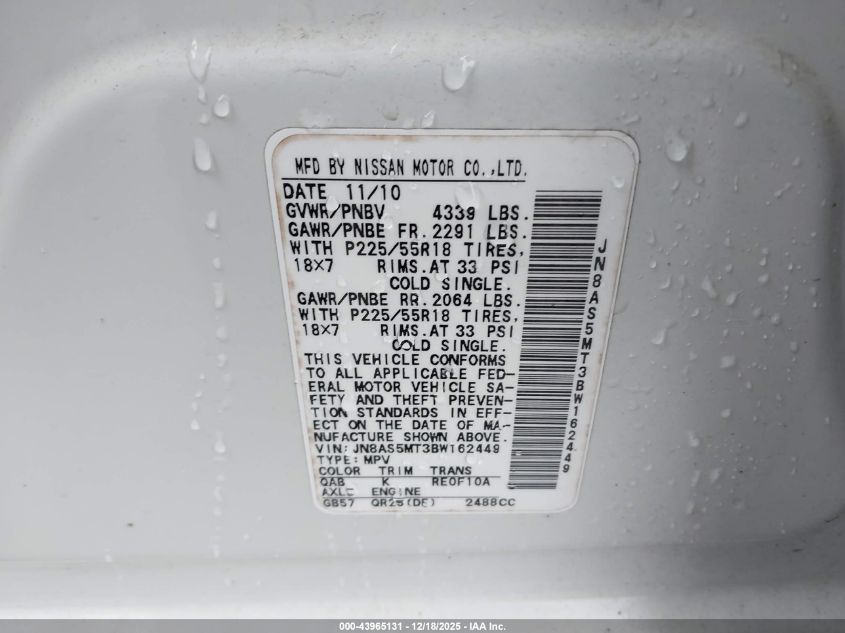 MFD BY NISSAN MOTOR CO.,LTD.
DATE 11/10
GVWR/PNBV 4339 LBS.
GAWR/PNBE FR. 2291 LBS.
WITH P225/55R18 TIRES,
18X7 RIMS. AT 33 PSI
COLD SINGLE.
GAWR/PNBE RR. 2064 LBS.
WITH P225/55R18 TIRES,
18X7 RIMS. AT 33 PSI
COLD SINGLE.
THIS VEHICLE CONFORMS
TO ALL APPLICABLE FED-
ERAL MOTOR VEHICLE SA-
FETY AND THEFT PREVEN-
TION STANDARDS IN EFF-
ECT ON THE DATE OF MA-
NUFACTURE SHOWN ABOVE.
VIN: JN8AS5MT3BW162449
TYPE: MPV
COLOR TRIM TRANS
QAB K RE0F10A
AXLE ENGINE
GB57 QR25(DE) 2488CC
JN8AS5MT3BW162449
000-43965131 - 12/18/2025 - IAA Inc.